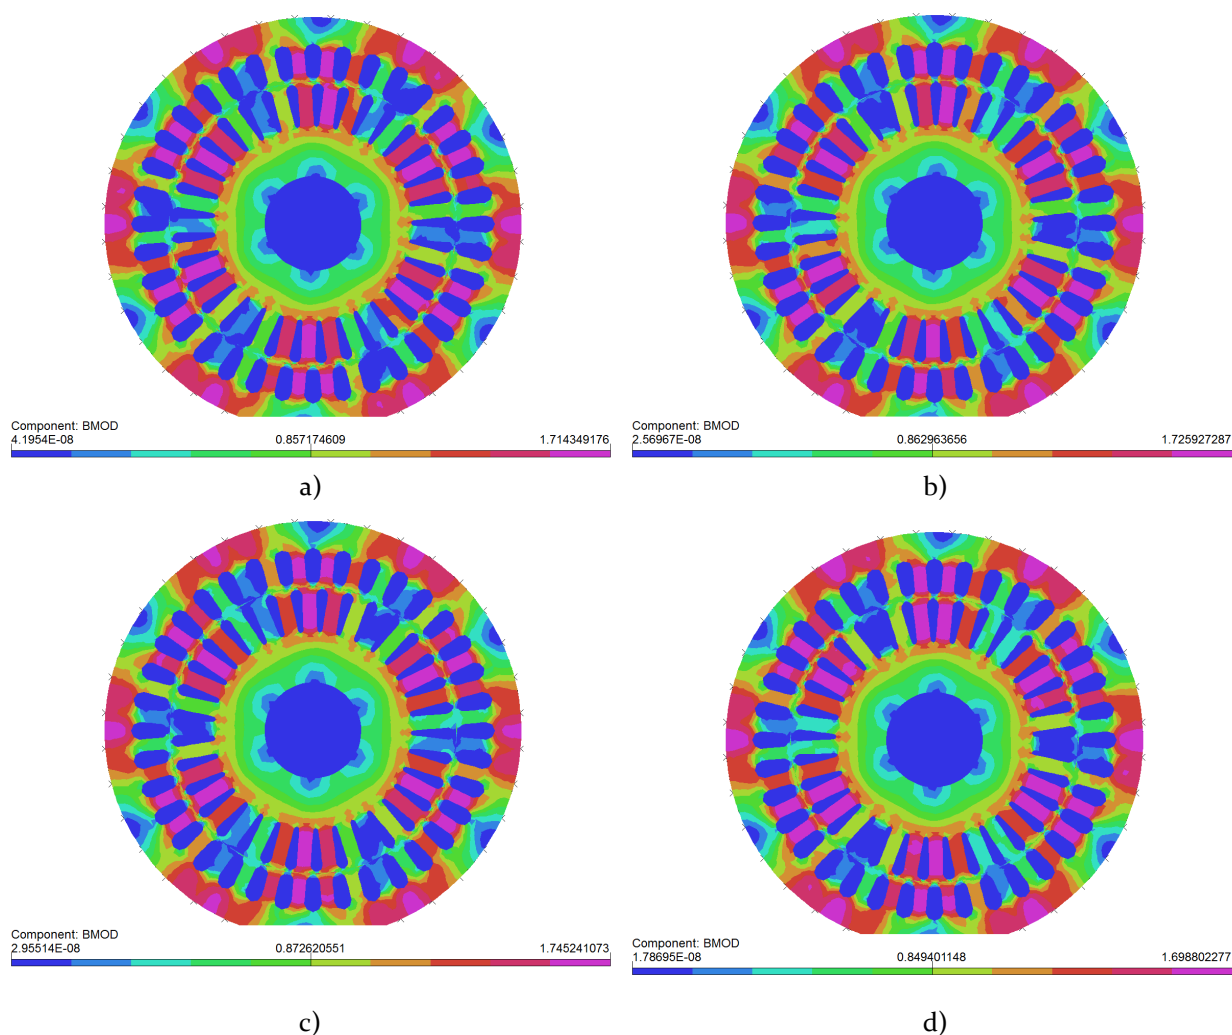 Component: BMOD
4.1954E-08 0.857174609 1.714349176
a)
Component: BMOD
2.56967E-08 0.862963656 1.725927287
b)
Component: BMOD
2.95514E-08 0.872620551 1.745241073
c)
Component: BMOD
1.78695E-08 0.849401148 1.698802277
d)